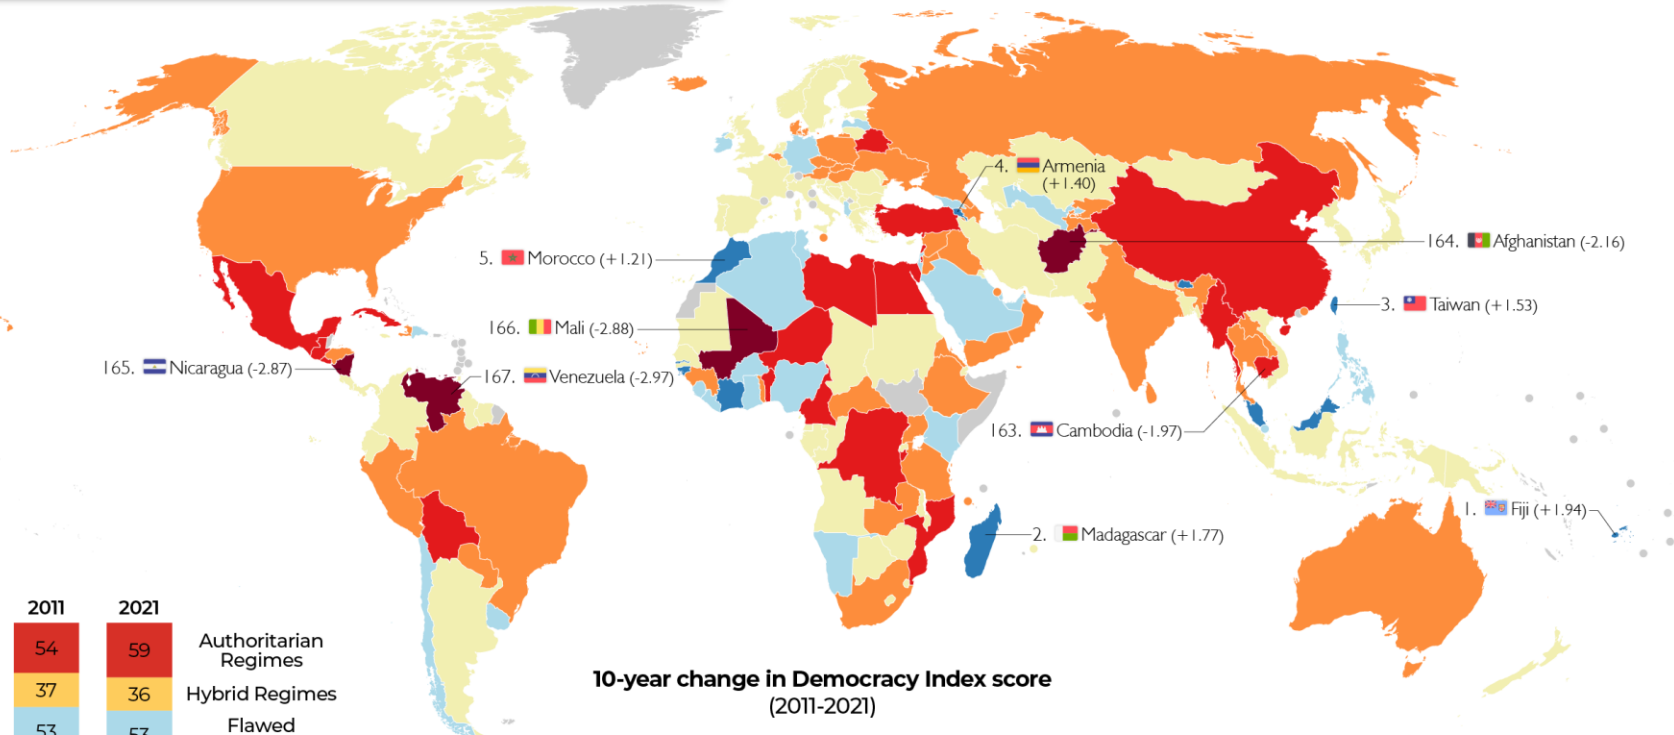 4. Armenia
(+1.40)
164. Afghanistan (-2.16)
5. Morocco (+1.21)
3. Taiwan (+1.53)
166. Mali (-2.88)
165. Nicaragua (-2.87)
167. Venezuela (-2.97)
163. Cambodia (-1.97)
1. Fiji (+1.94)
2. Madagascar (+1.77)
2011 2021
54 59 Authoritarian
Regimes
37 36 Hybrid Regimes
53 53 Flawed
10-year change in Democracy Index score
(2011-2021)